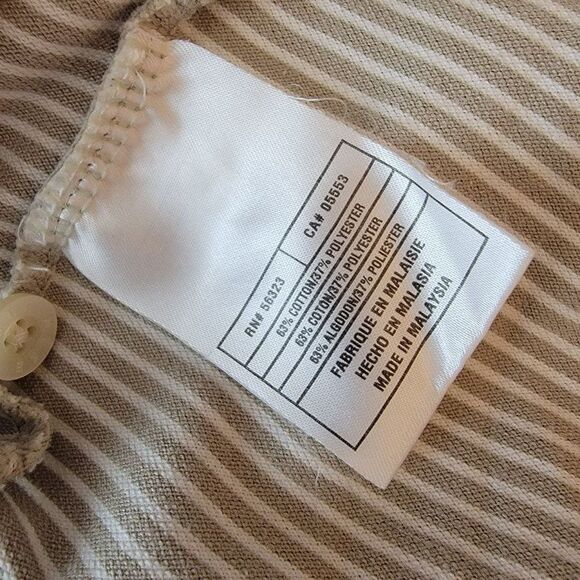 RN# 56323 CA# 05553
63% COTTON/37% POLYESTER
63% COTON/37% POLYESTER
63% ALGODON/37% POLIESTER
FABRIQUE EN MALAISIE
HECHO EN MALASIA
MADE IN MALAYSIA